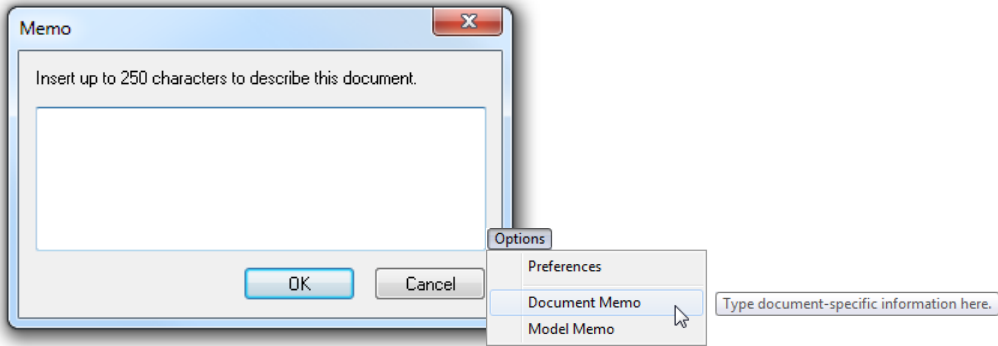 Memo
Insert up to 250 characters to describe this document.
OK
Cancel
Options
Preferences
Document Memo
Type document-specific information here.
Model Memo